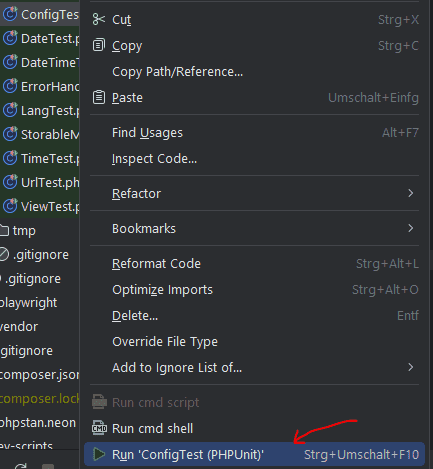 ConfigTest
Cut Strg+X
DateTest.p
Copy Strg+C
DateTimeT
Copy Path/Reference...
ErrorHand
Paste Umschalt+Einfg
LangTest.p
StorableM
Find Usages Alt+F7
TimeTest.p
Inspect Code...
UrlTest.ph
Refactor
ViewTest.p
Bookmarks
tmp
.gitignore
Reformat Code Strg+Alt+L
.gitignore
Optimize Imports Strg+Alt+O
playwright
Delete... Entf
vendor
Override File Type
.gitignore
Add to Ignore List of...
composer.json
composer.lock
Run cmd script
phpstan.neon
Run cmd shell
ev-scripts
Run 'ConfigTest (PHPUnit)' Strg+Umschalt+F10